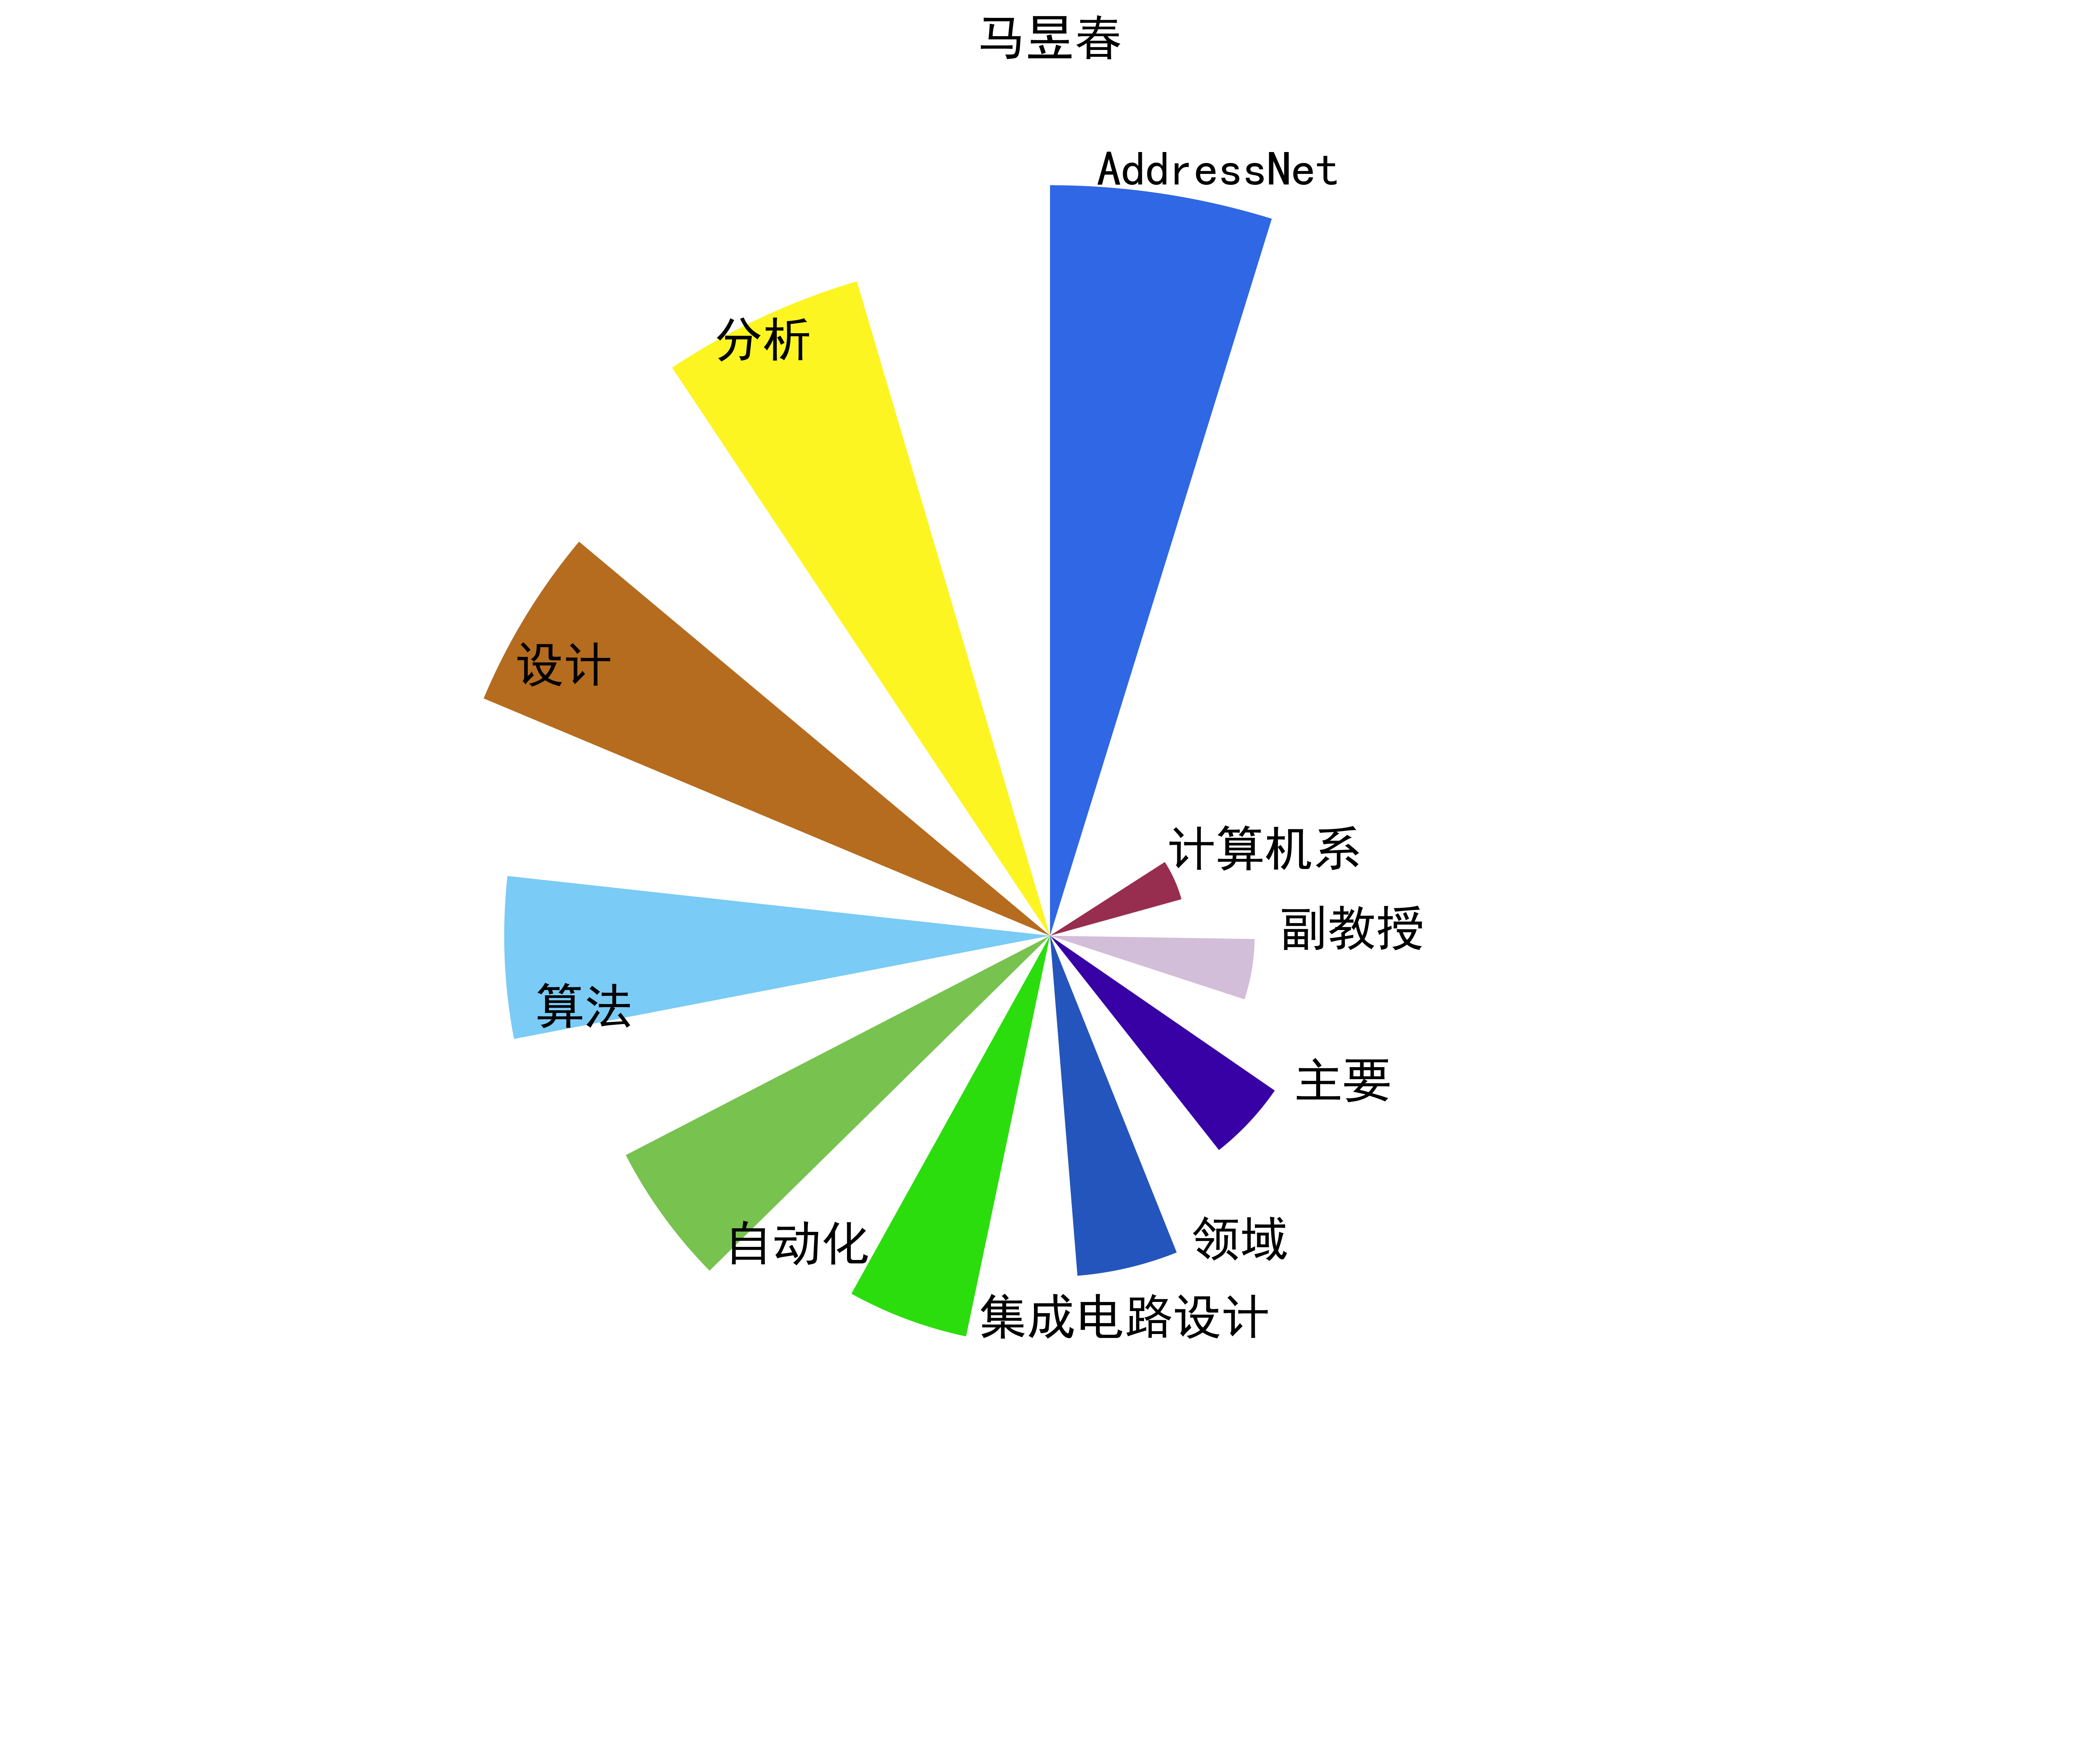 马昱春
AddressNet
分析
设计
计算机系
副教授
算法
主要
领域
自动化
集成电路设计